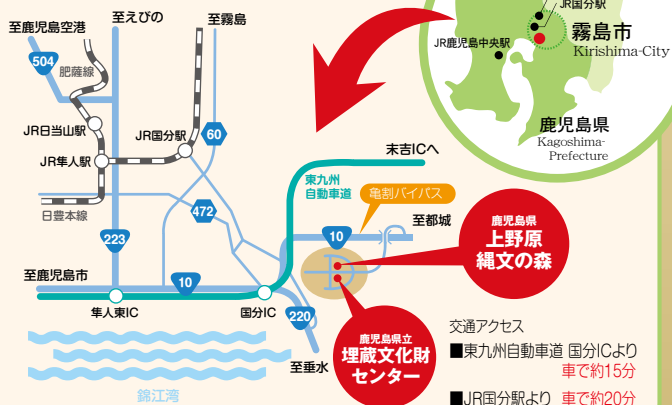 至えびの
至鹿児島空港
至霧島
504
肥薩線
JR日当山駅
JR国分駅
60
JR隼人駅
末吉ICへ
東九州
自動車道
亀割バイパス
日豊本線
472
至都城
223
10
至鹿児島市
10
隼人東IC
国分IC
220
至垂水
錦江湾
JR国分駅
霧島市
Kirishima-City
JR鹿児島中央駅
鹿児島県
Kagoshima-
Prefecture
鹿児島県
上野原
縄文の森
鹿児島県立
埋蔵文化財
センター
交通アクセス
■東九州自動車道 国分ICより
車で約15分
■JR国分駅より 車で約20分